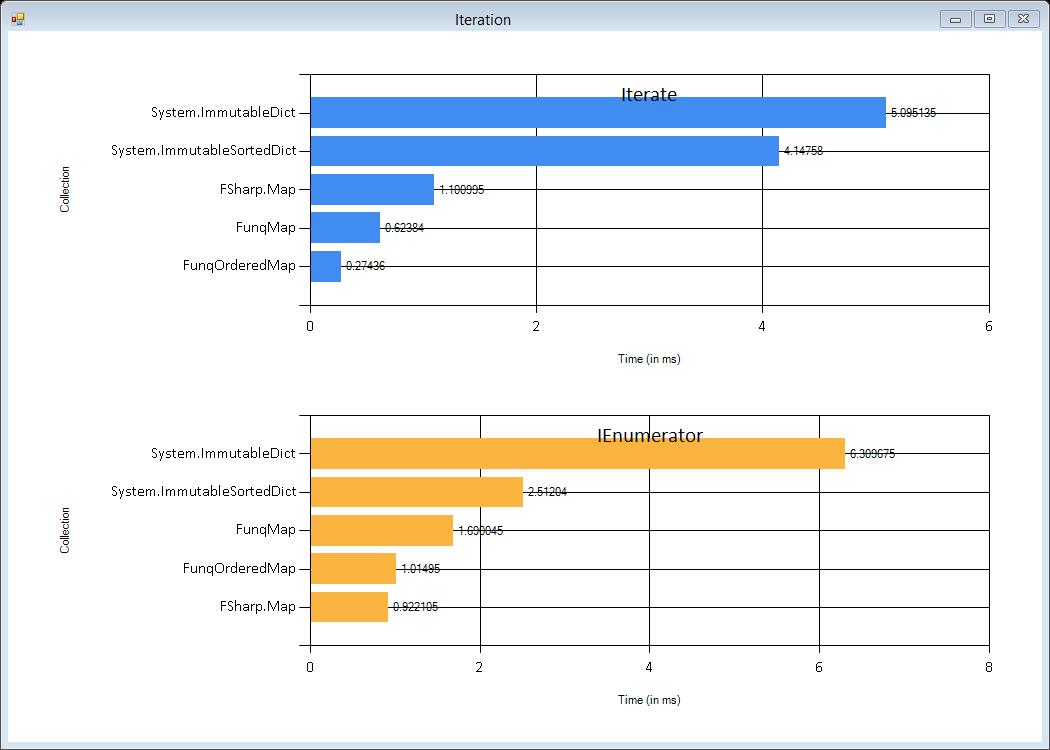 Iteration
Iterate
System.ImmutableDict 5.095135
System.ImmutableSortedDict 4.14758
FSharp.Map 1.100995
FunqMap 0.62384
FunqOrderedMap 0.27436
Collection
0 2 4 6
Time (in ms)
IEnumerator
System.ImmutableDict 6.309675
System.ImmutableSortedDict 2.51204
FunqMap 1.690045
FunqOrderedMap 1.01495
FSharp.Map 0.922105
Collection
0 2 4 6 8
Time (in ms)